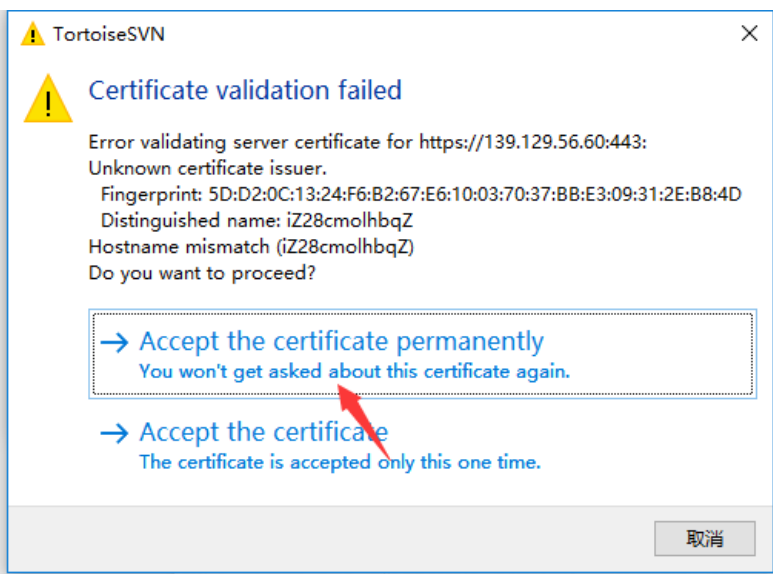 TortoiseSVN
Certificate validation failed
Error validating server certificate for https://139.129.56.60:443:
Unknown certificate issuer.
Fingerprint: 5D:D2:0C:13:24:F6:B2:67:E6:10:03:70:37:BB:E3:09:31:2E:B8:4D
Distinguished name: iZ28cmolhbqZ
Hostname mismatch (iZ28cmolhbqZ)
Do you want to proceed?
Accept the certificate permanently
You won't get asked about this certificate again.
Accept the certificate
The certificate is accepted only this one time.
取消